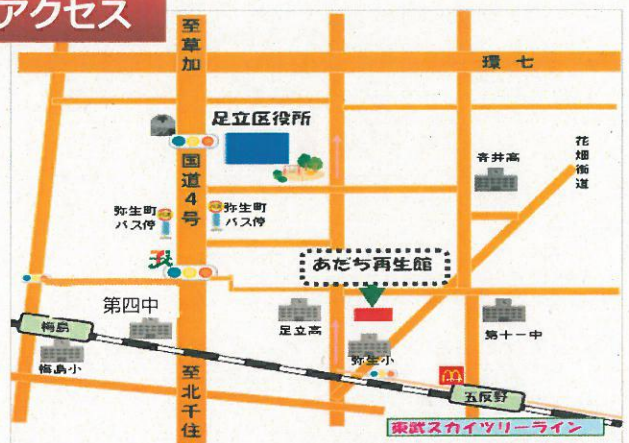 アクセス
至草加
環七
足立区役所
国道4号
青井高
花畑街道
弥生町
バス停
弥生町
バス停
あだち再生館
第四中
足立高
第十一中
梅島
梅島小
弥生小
至北千住
五反野
東武スカイツリーライン